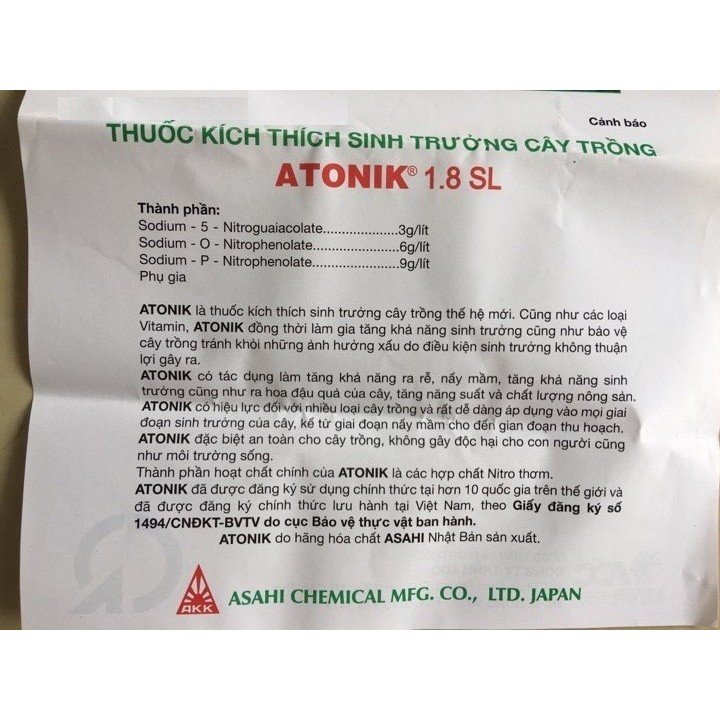 Cảnh báo
THUỐC KÍCH THÍCH SINH TRƯỞNG CÂY TRỒNG
ATONIK® 1.8 SL
Thành phần:
Sodium - 5 - Nitroguaiacolate....................3g/lít
Sodium - O - Nitrophenolate.......................6g/lít
Sodium - P - Nitrophenolate.......................9g/lít
Phụ gia
ATONIK là thuốc kích thích sinh trưởng cây trồng thế hệ mới. Cũng như các loại
Vitamin, ATONIK đồng thời làm gia tăng khả năng sinh trưởng cũng như bảo vệ
cây trồng tránh khỏi những ảnh hưởng xấu do điều kiện sinh trưởng không thuận
lợi gây ra.
ATONIK có tác dụng làm tăng khả năng ra rễ, nẩy mầm, tăng khả năng sinh
trưởng cũng như ra hoa đậu quả của cây, tăng năng suất và chất lượng nông sản.
ATONIK có hiệu lực đối với nhiều loại cây trồng và rất dễ dàng áp dụng vào mọi giai
đoạn sinh trưởng của cây, kể từ giai đoạn nẩy mầm cho đến gian đoạn thu hoạch.
ATONIK đặc biệt an toàn cho cây trồng, không gây độc hại cho con người cũng
như môi trường sống.
Thành phần hoạt chất chính của ATONIK là các hợp chất Nitro thơm.
ATONIK đã được đăng ký sử dụng chính thức tại hơn 10 quốc gia trên thế giới và
đã được đăng ký chính thức lưu hành tại Việt Nam, theo Giấy đăng ký số
1494/CNĐKT-BVTV do cục Bảo vệ thực vật ban hành.
ATONIK do hãng hóa chất ASAHI Nhật Bản sản xuất.
AKK
ASAHI CHEMICAL MFG. CO., LTD. JAPAN